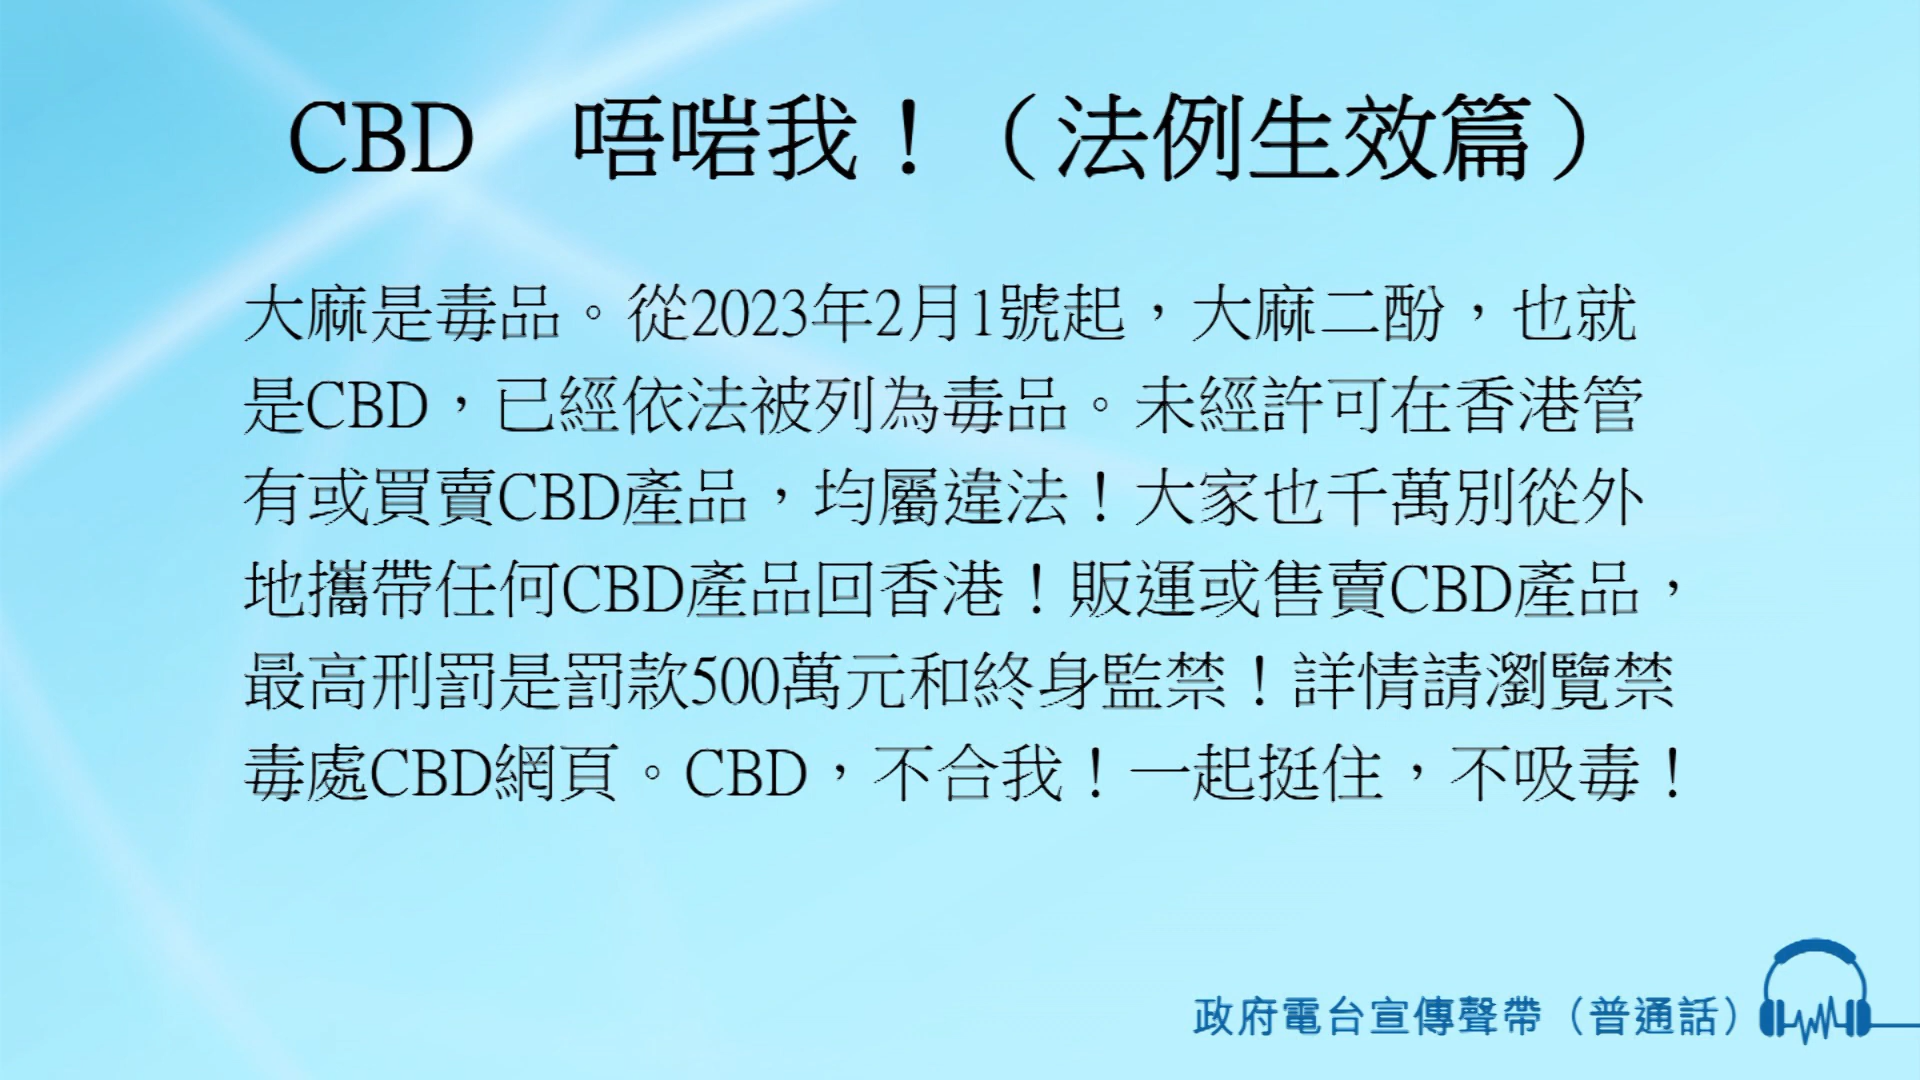 CBD　唔啱我！（法例生效篇）
大麻是毒品。從2023年2月1號起，大麻二酚，也就
是CBD，已經依法被列為毒品。未經許可在香港管
有或買賣CBD產品，均屬違法！大家也千萬別從外
地攜帶任何CBD產品回香港！販運或售賣CBD產品，
最高刑罰是罰款500萬元和終身監禁！詳情請瀏覽禁
毒處CBD網頁。CBD，不合我！一起挺住，不吸毒！
政府電台宣傳聲帶（普通話）